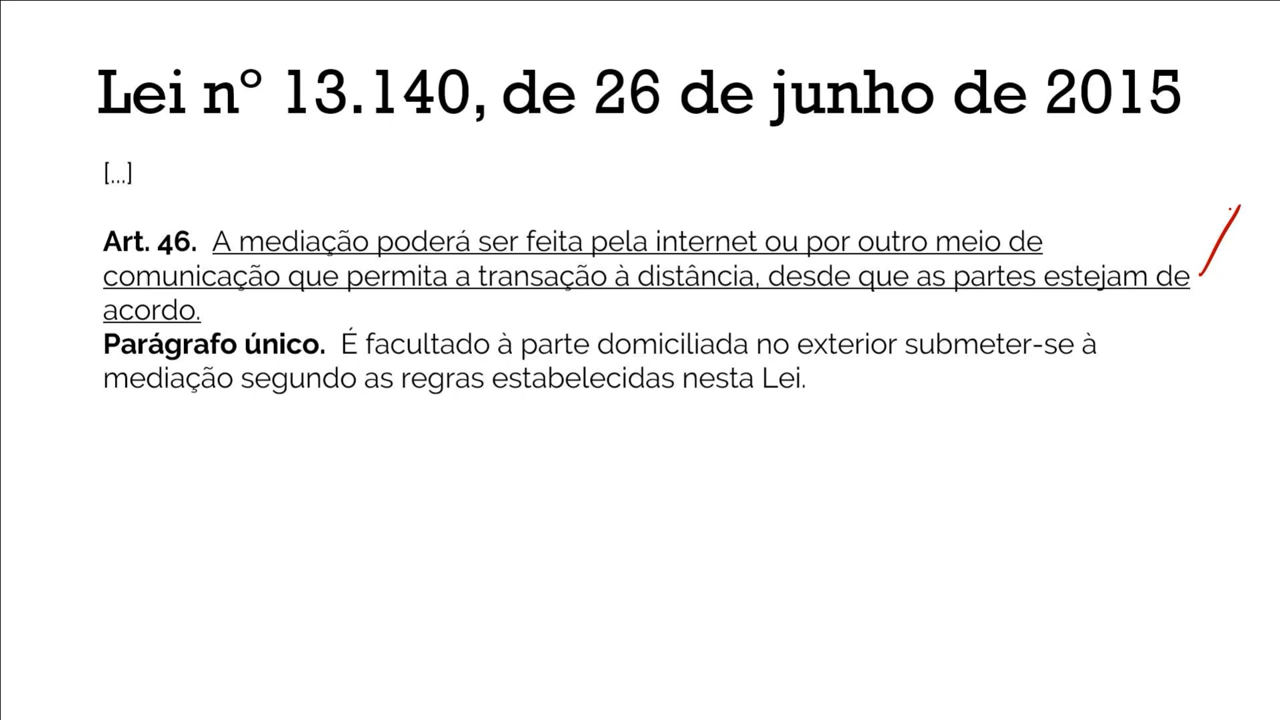 Lei nº 13.140, de 26 de junho de 2015
[...]
Art. 46. A mediação poderá ser feita pela internet ou por outro meio de
comunicação que permita a transação à distância, desde que as partes estejam de
acordo.
Parágrafo único. É facultado à parte domiciliada no exterior submeter-se à
mediação segundo as regras estabelecidas nesta Lei.